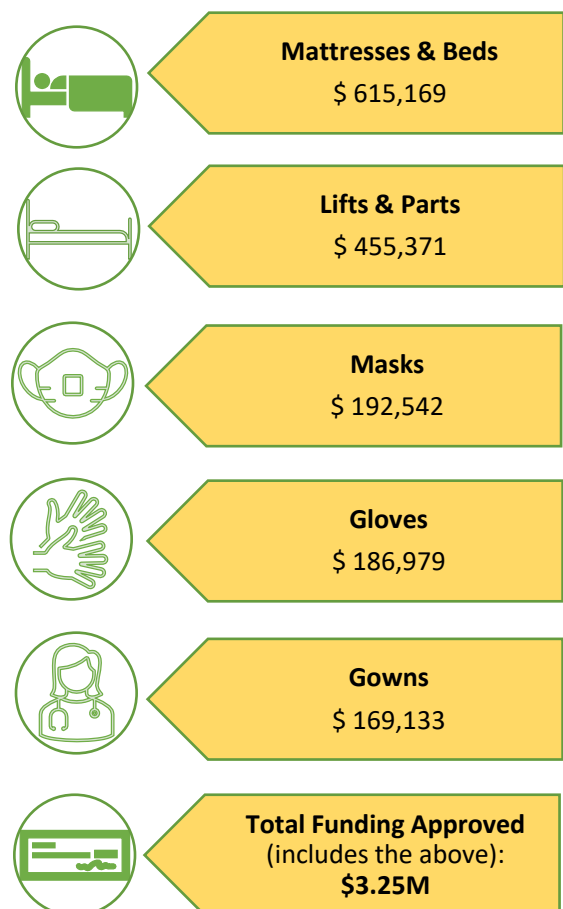 Mattresses & Beds
$ 615,169
Lifts & Parts
$ 455,371
Masks
$ 192,542
Gloves
$ 186,979
Gowns
$ 169,133
Total Funding Approved
(includes the above):
$3.25M